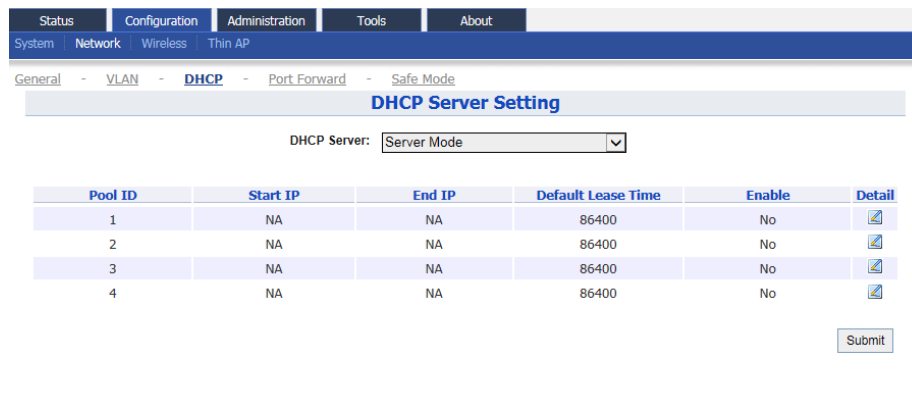 Status Configuration Administration Tools About
System Network Wireless Thin AP
General - VLAN - DHCP - Port Forward - Safe Mode
DHCP Server Setting
DHCP Server: Server Mode
Pool ID Start IP End IP Default Lease Time Enable Detail
1 NA NA 86400 No
2 NA NA 86400 No
3 NA NA 86400 No
4 NA NA 86400 No
Submit